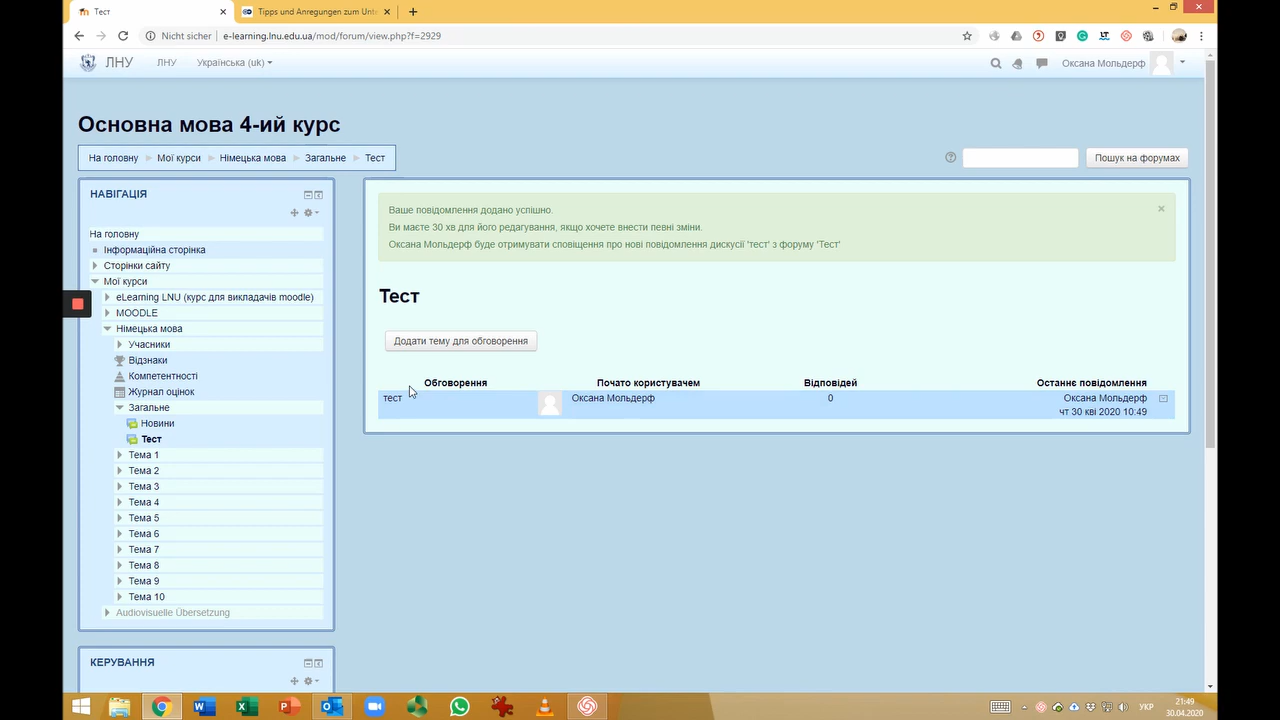 Тест
Tipps und Anregungen zum Unte
Nicht sicher
e-learning.lnu.edu.ua/mod/forum/view.php?f=2929
ЛНУ
ЛНУ
Українська (uk)
Оксана Мольдерф
Основна мова 4-ий курс
На головну
Мої курси
Німецька мова
Загальне
Тест
Пошук на форумах
НАВІГАЦІЯ
На головну
Інформаційна сторінка
Сторінки сайту
Мої курси
eLearning LNU (курс для викладачів moodle)
MOODLE
Німецька мова
Учасники
Відзнаки
Компетентності
Журнал оцінок
Загальне
Новини
Тест
Тема 1
Тема 2
Тема 3
Тема 4
Тема 5
Тема 6
Тема 7
Тема 8
Тема 9
Тема 10
Audiovisuelle Übersetzung
КЕРУВАННЯ
Ваше повідомлення додано успішно.
Ви маєте 30 хв для його редагування, якщо хочете внести певні зміни.
Оксана Мольдерф буде отримувати сповіщення про нові повідомлення дискусії 'тест' з форуму 'Тест'
Тест
Додати тему для обговорення
Обговорення Почато користувачем Відповідей Останнє повідомлення
тест Оксана Мольдерф 0 Оксана Мольдерф
чт 30 кві 2020 10:49
УКР
21:49
30.04.2020